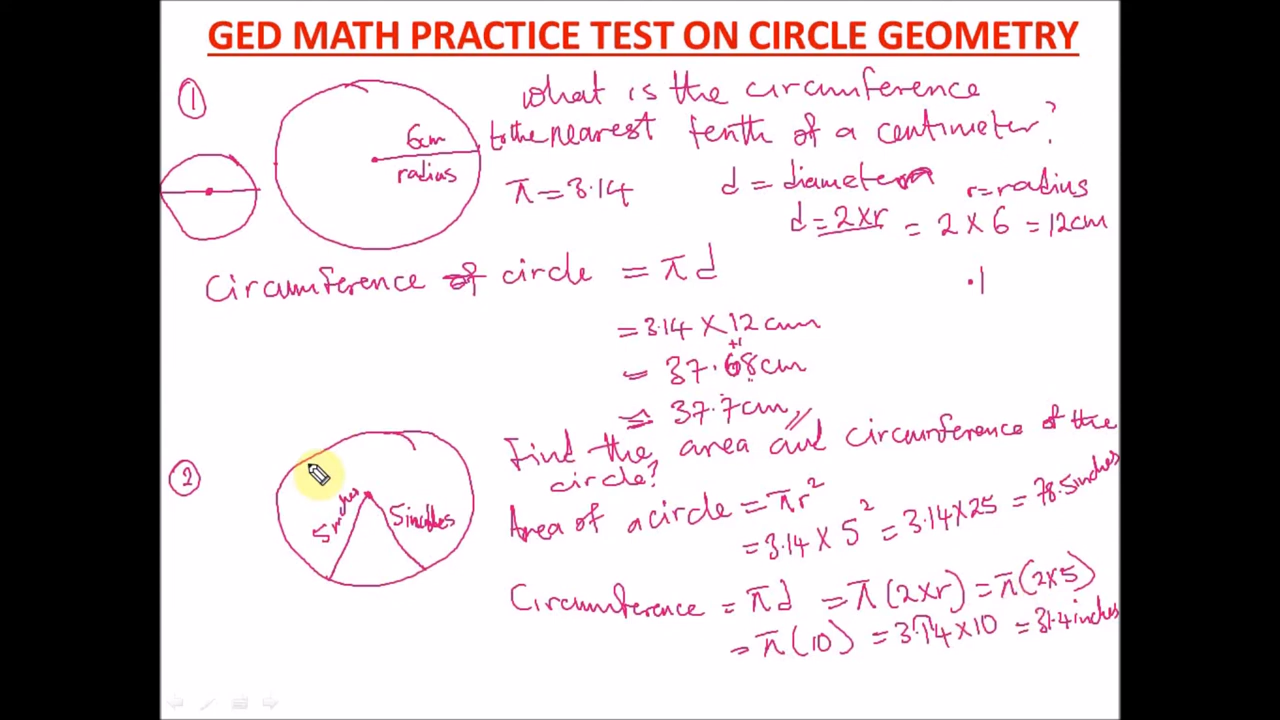 GED MATH PRACTICE TEST ON CIRCLE GEOMETRY
1
What is the circumference
to the nearest tenth of a centimeter?
6cm
radius
π = 3.14
d = diameter
r = radius
d = 2×r = 2 × 6 = 12cm
Circumference of circle = πd
.1
= 3.14 × 12 cm
+1
= 37.68cm
= 37.7cm
2
Find the area and circumference of the
circle?
5 inches
5 inches
Area of a circle = πr²
= 3.14 × 5² = 3.14×25 = 78.5 inches
Circumference = πd = π(2×r) = π(2×5)
= π(10) = 3.14×10 = 31.4 inches